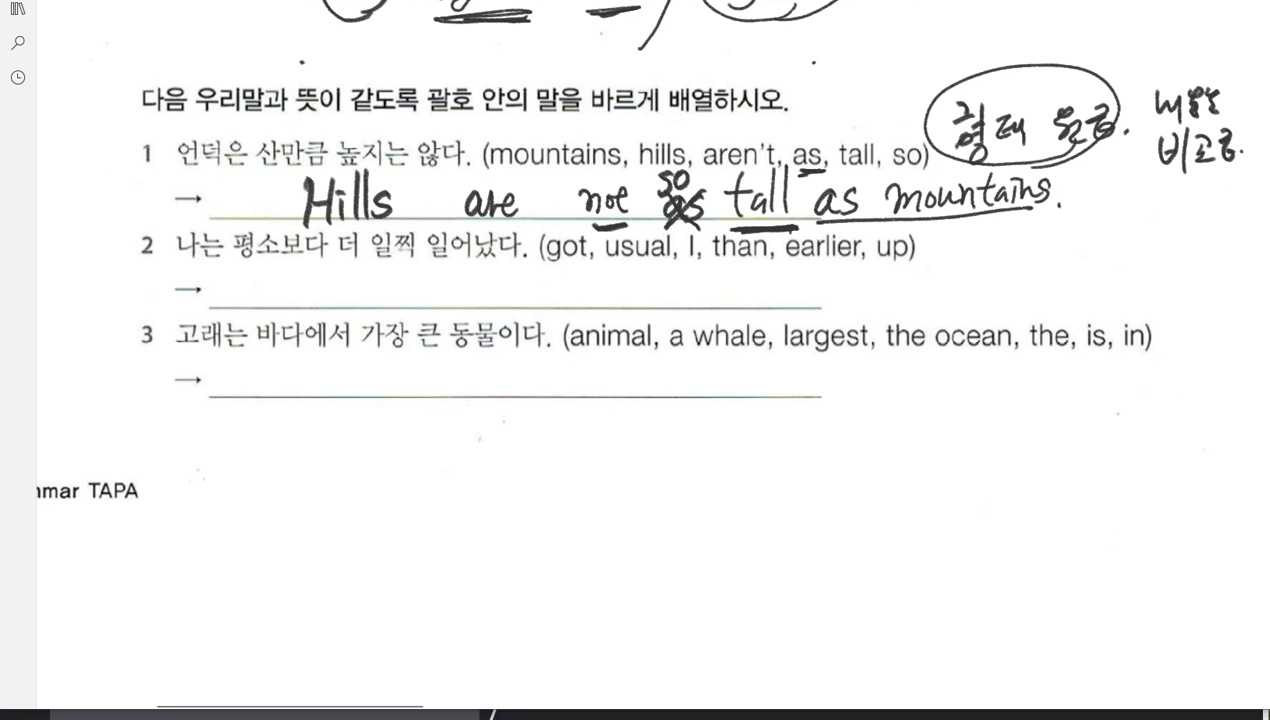 다음 우리말과 뜻이 같도록 괄호 안의 말을 바르게 배열하시오.
형태 원급. 배분
비교급.
1 언덕은 산만큼 높지는 않다. (mountains, hills, aren't, as, tall, so)
→ Hills are not so tall as mountains.
2 나는 평소보다 더 일찍 일어났다. (got, usual, I, than, earlier, up)
→
3 고래는 바다에서 가장 큰 동물이다. (animal, a whale, largest, the ocean, the, is, in)
→
mmar TAPA